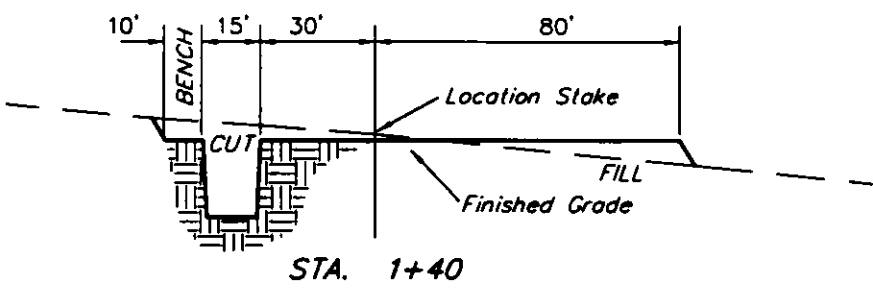 10' 15' 30' 80'
BENCH
Location Stake
CUT
FILL
Finished Grade
STA. 1+40